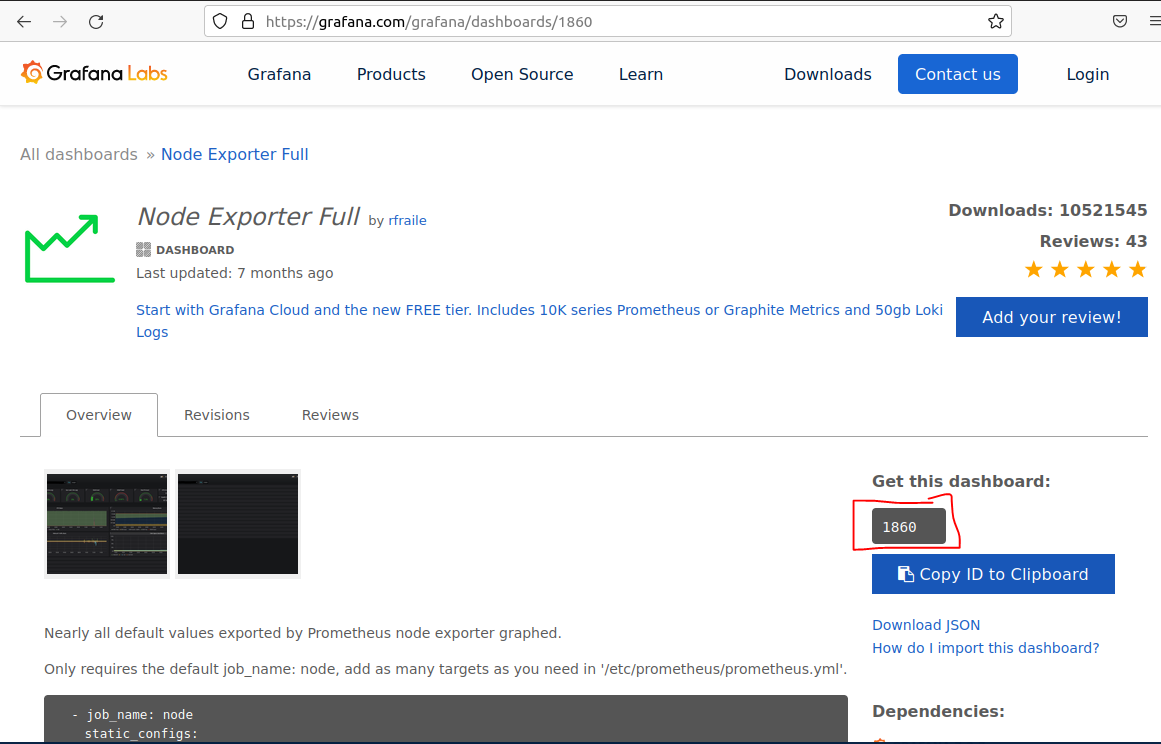 https://grafana.com/grafana/dashboards/1860
Grafana Labs
Grafana
Products
Open Source
Learn
Downloads
Contact us
Login
All dashboards » Node Exporter Full
Node Exporter Full by rfraile
DASHBOARD
Last updated: 7 months ago
Downloads: 10521545
Reviews: 43
Start with Grafana Cloud and the new FREE tier. Includes 10K series Prometheus or Graphite Metrics and 50gb Loki
Logs
Add your review!
Overview
Revisions
Reviews
Nearly all default values exported by Prometheus node exporter graphed.
Only requires the default job_name: node, add as many targets as you need in '/etc/prometheus/prometheus.yml'.
- job_name: node
static_configs:
Get this dashboard:
1860
Copy ID to Clipboard
Download JSON
How do I import this dashboard?
Dependencies: